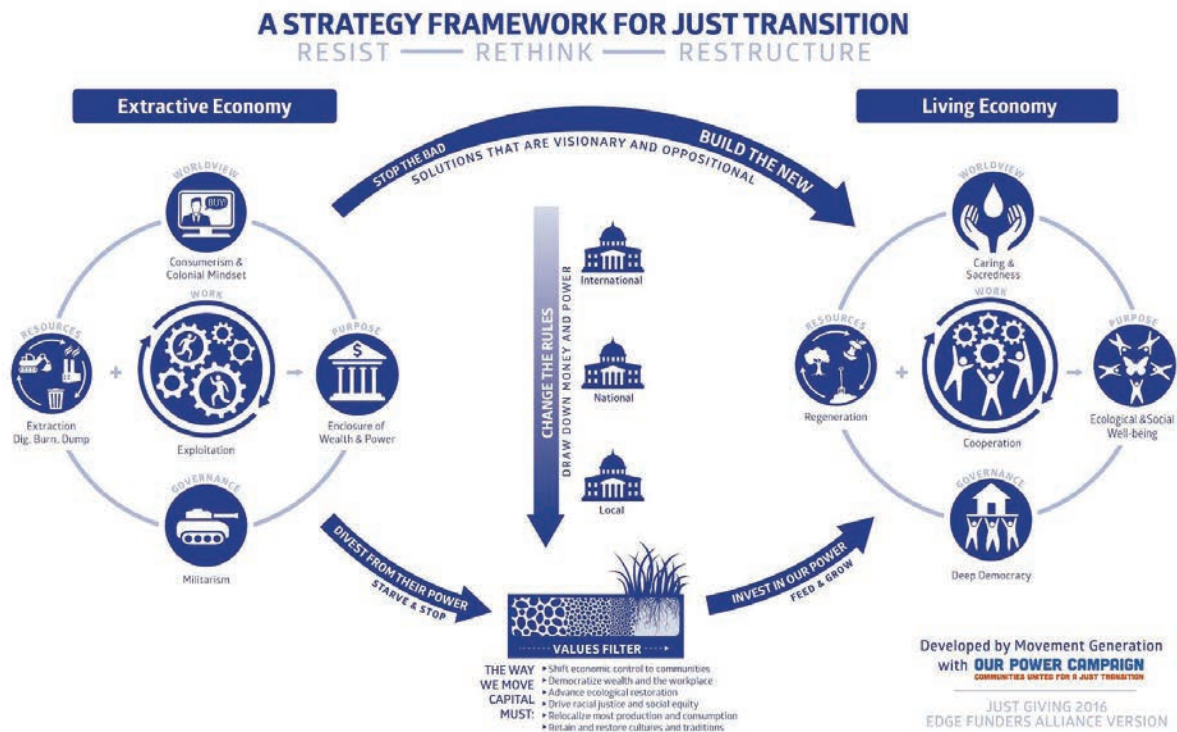 A STRATEGY FRAMEWORK FOR JUST TRANSITION
RESIST — RETHINK — RESTRUCTURE
Extractive Economy
WORLDVIEW
BUY!
Consumerism &
Colonial Mindset
RESOURCES
Extraction
Dig, Burn, Dump
+
WORK
Exploitation
PURPOSE
$
Enclosure of
Wealth & Power
GOVERNANCE
Militarism
STOP THE BAD
BUILD THE NEW
SOLUTIONS THAT ARE VISIONARY AND OPPOSITIONAL
CHANGE THE RULES
DRAW DOWN MONEY AND POWER
International
National
Local
DIVEST FROM THEIR POWER
STARVE & STOP
VALUES FILTER
THE WAY
WE MOVE
CAPITAL
MUST:
Shift economic control to communities
Democratize wealth and the workplace
Advance ecological restoration
Drive racial justice and social equity
Relocalize most production and consumption
Retain and restore cultures and traditions
INVEST IN OUR POWER
FEED & GROW
Living Economy
WORLDVIEW
Caring &
Sacredness
RESOURCES
Regeneration
+
WORK
Cooperation
PURPOSE
Ecological & Social
Well-being
GOVERNANCE
Deep Democracy
Developed by Movement Generation
with OUR POWER CAMPAIGN
COMMUNITIES UNITED FOR A JUST TRANSITION
JUST GIVING 2016
EDGE FUNDERS ALLIANCE VERSION